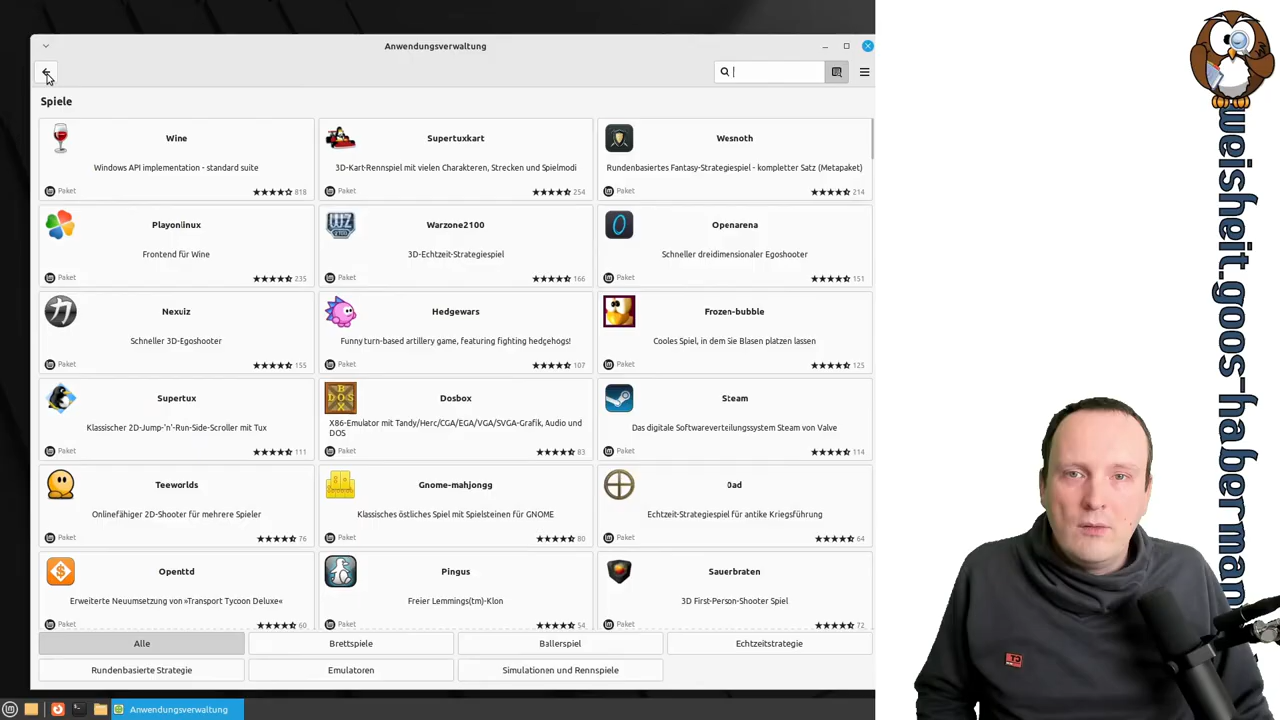 Anwendungsverwaltung
Spiele
Wine
Windows API implementation - standard suite
Paket
818
Supertuxkart
3D-Kart-Rennspiel mit vielen Charakteren, Strecken und Spielmodi
Paket
254
Wesnoth
Rundenbasiertes Fantasy-Strategiespiel - kompletter Satz (Metapaket)
Paket
214
Playonlinux
Frontend für Wine
Paket
235
Warzone2100
3D-Echtzeit-Strategiespiel
Paket
166
Openarena
Schneller dreidimensionaler Egoshooter
Paket
151
Nexuiz
Schneller 3D-Egoshooter
Paket
155
Hedgewars
Funny turn-based artillery game, featuring fighting hedgehogs!
Paket
107
Frozen-bubble
Cooles Spiel, in dem Sie Blasen platzen lassen
Paket
125
Supertux
Klassischer 2D-Jump-'n'-Run-Side-Scroller mit Tux
Paket
111
Dosbox
X86-Emulator mit Tandy/Herc/CGA/EGA/VGA/SVGA-Grafik, Audio und
DOS
Paket
83
Steam
Das digitale Softwareverteilungssystem Steam von Valve
Paket
114
Teeworlds
Onlinefähiger 2D-Shooter für mehrere Spieler
Paket
76
Gnome-mahjongg
Klassisches östliches Spiel mit Spielsteinen für GNOME
Paket
80
0ad
Echtzeit-Strategiespiel für antike Kriegsführung
Paket
64
Openttd
Erweiterte Neuumsetzung von »Transport Tycoon Deluxe«
Paket
60
Pingus
Freier Lemmings(tm)-Klon
Paket
54
Sauerbraten
3D First-Person-Shooter Spiel
Paket
72
Alle
Brettspiele
Ballerspiel
Echtzeitstrategie
Rundenbasierte Strategie
Emulatoren
Simulationen und Rennspiele
Anwendungsverwaltung